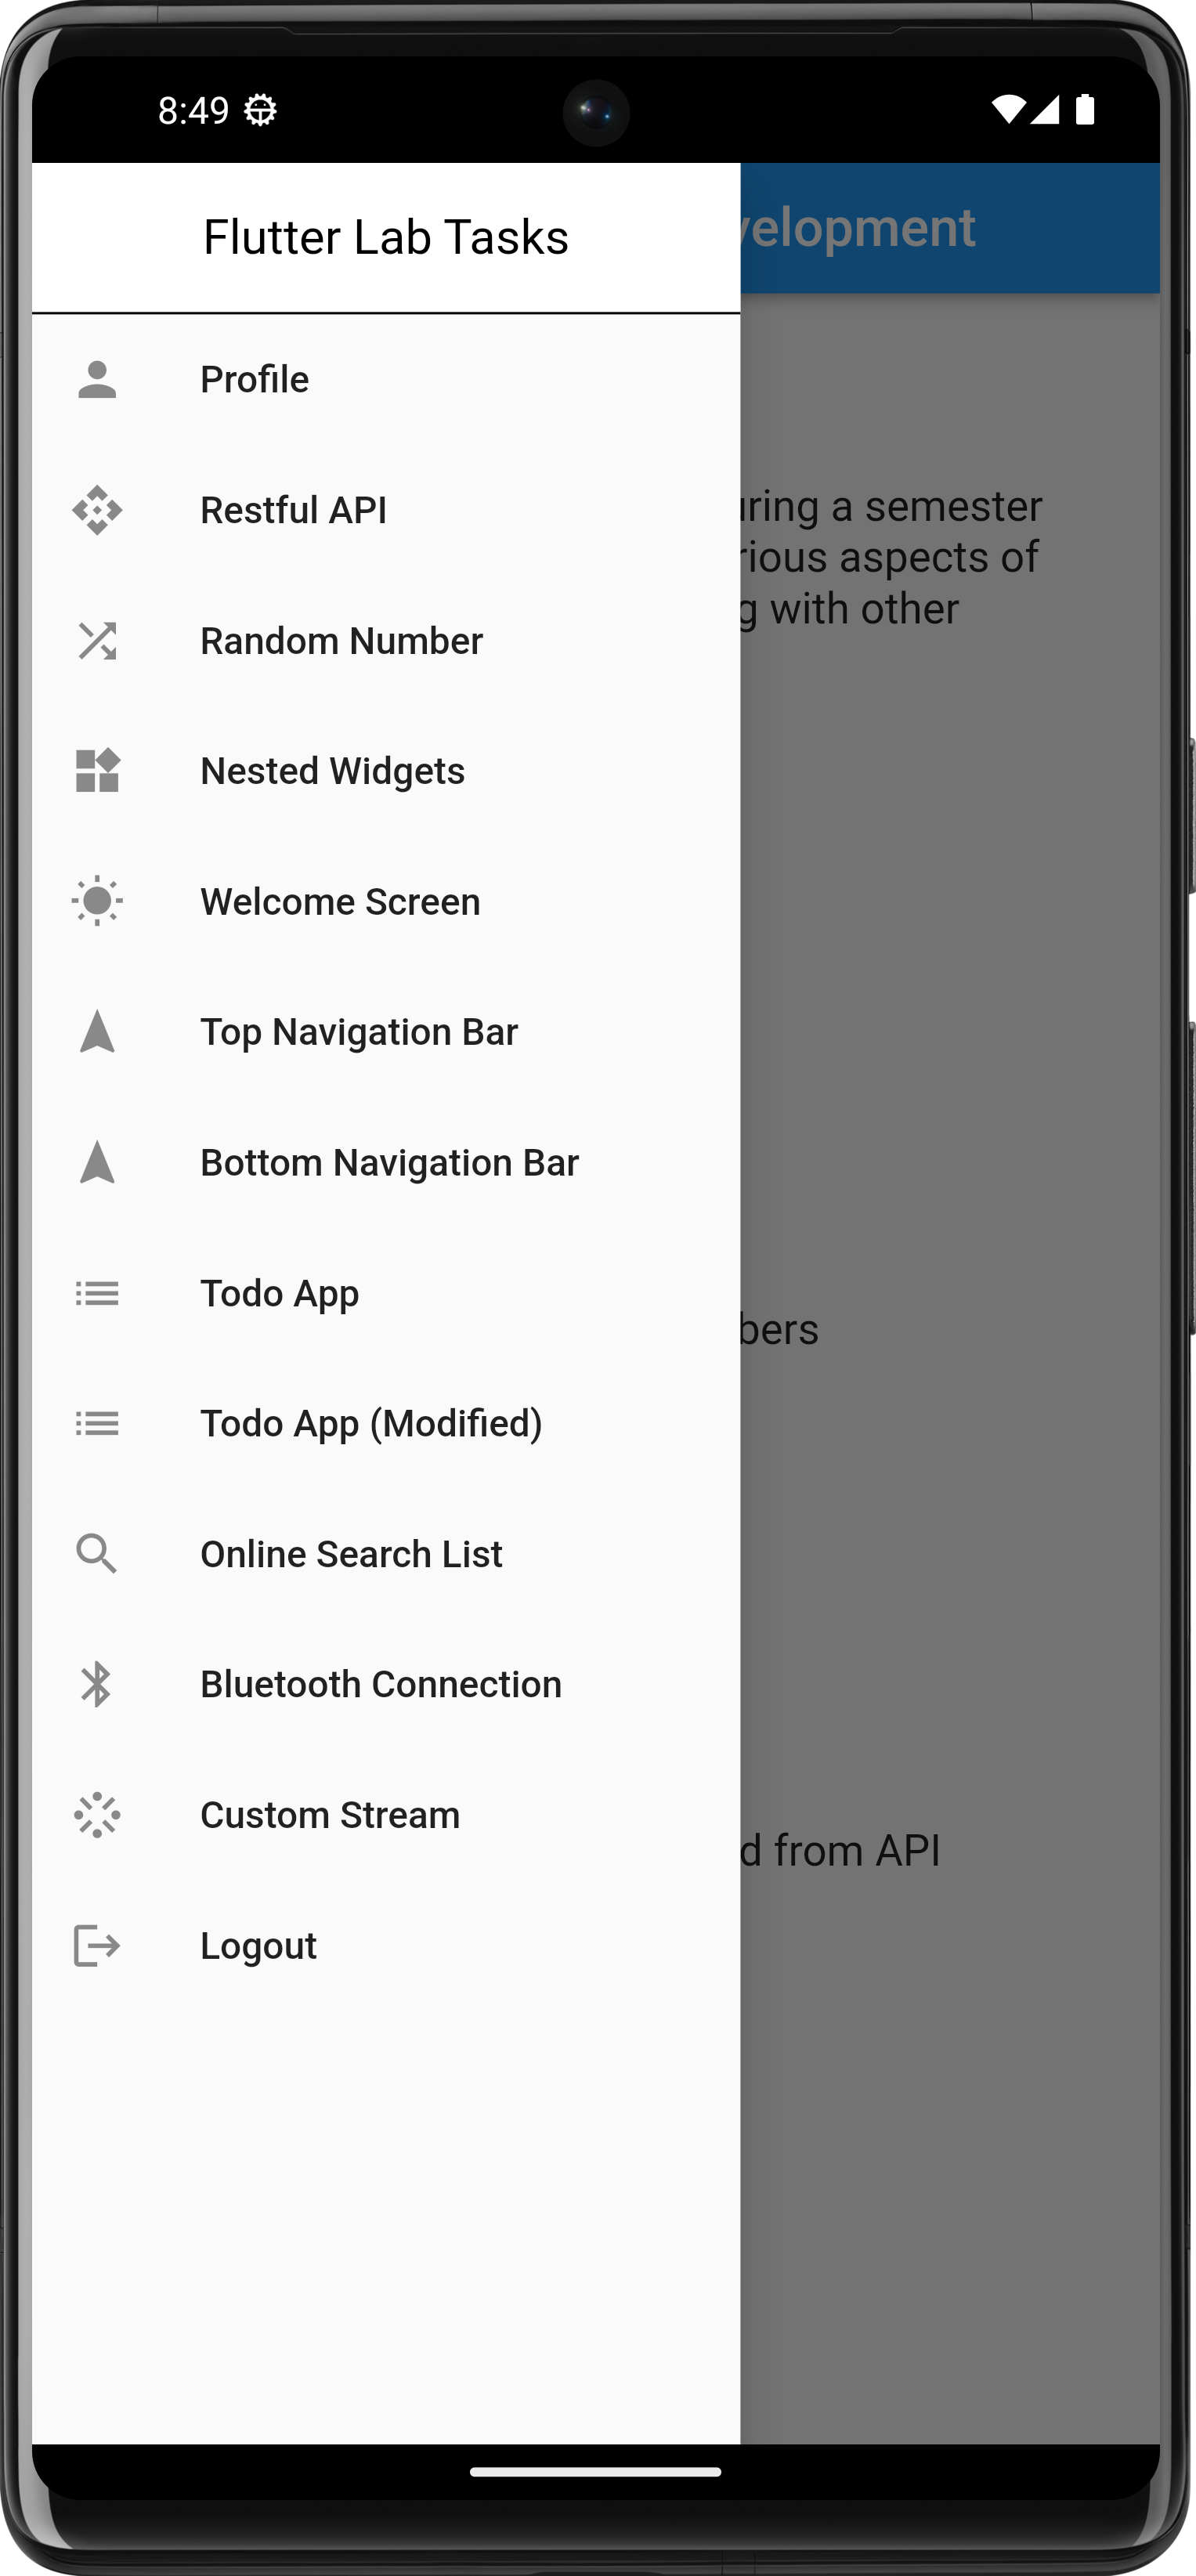 8:49
Flutter Lab Tasks
velopment
Profile
Restful API
uring a semester
rious aspects of
g with other
Random Number
Nested Widgets
Welcome Screen
Top Navigation Bar
Bottom Navigation Bar
Todo App
bers
Todo App (Modified)
Online Search List
Bluetooth Connection
Custom Stream
d from API
Logout